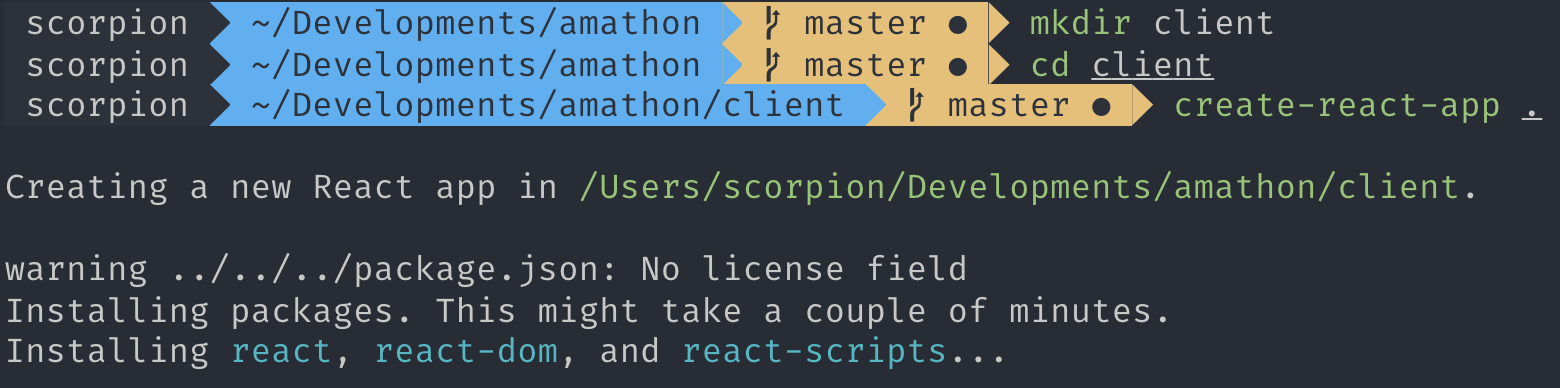 scorpion ~/Developments/amathon master ● mkdir client
scorpion ~/Developments/amathon master ● cd client
scorpion ~/Developments/amathon/client master ● create-react-app .
Creating a new React app in /Users/scorpion/Developments/amathon/client.
warning ../../../package.json: No license field
Installing packages. This might take a couple of minutes.
Installing react, react-dom, and react-scripts...